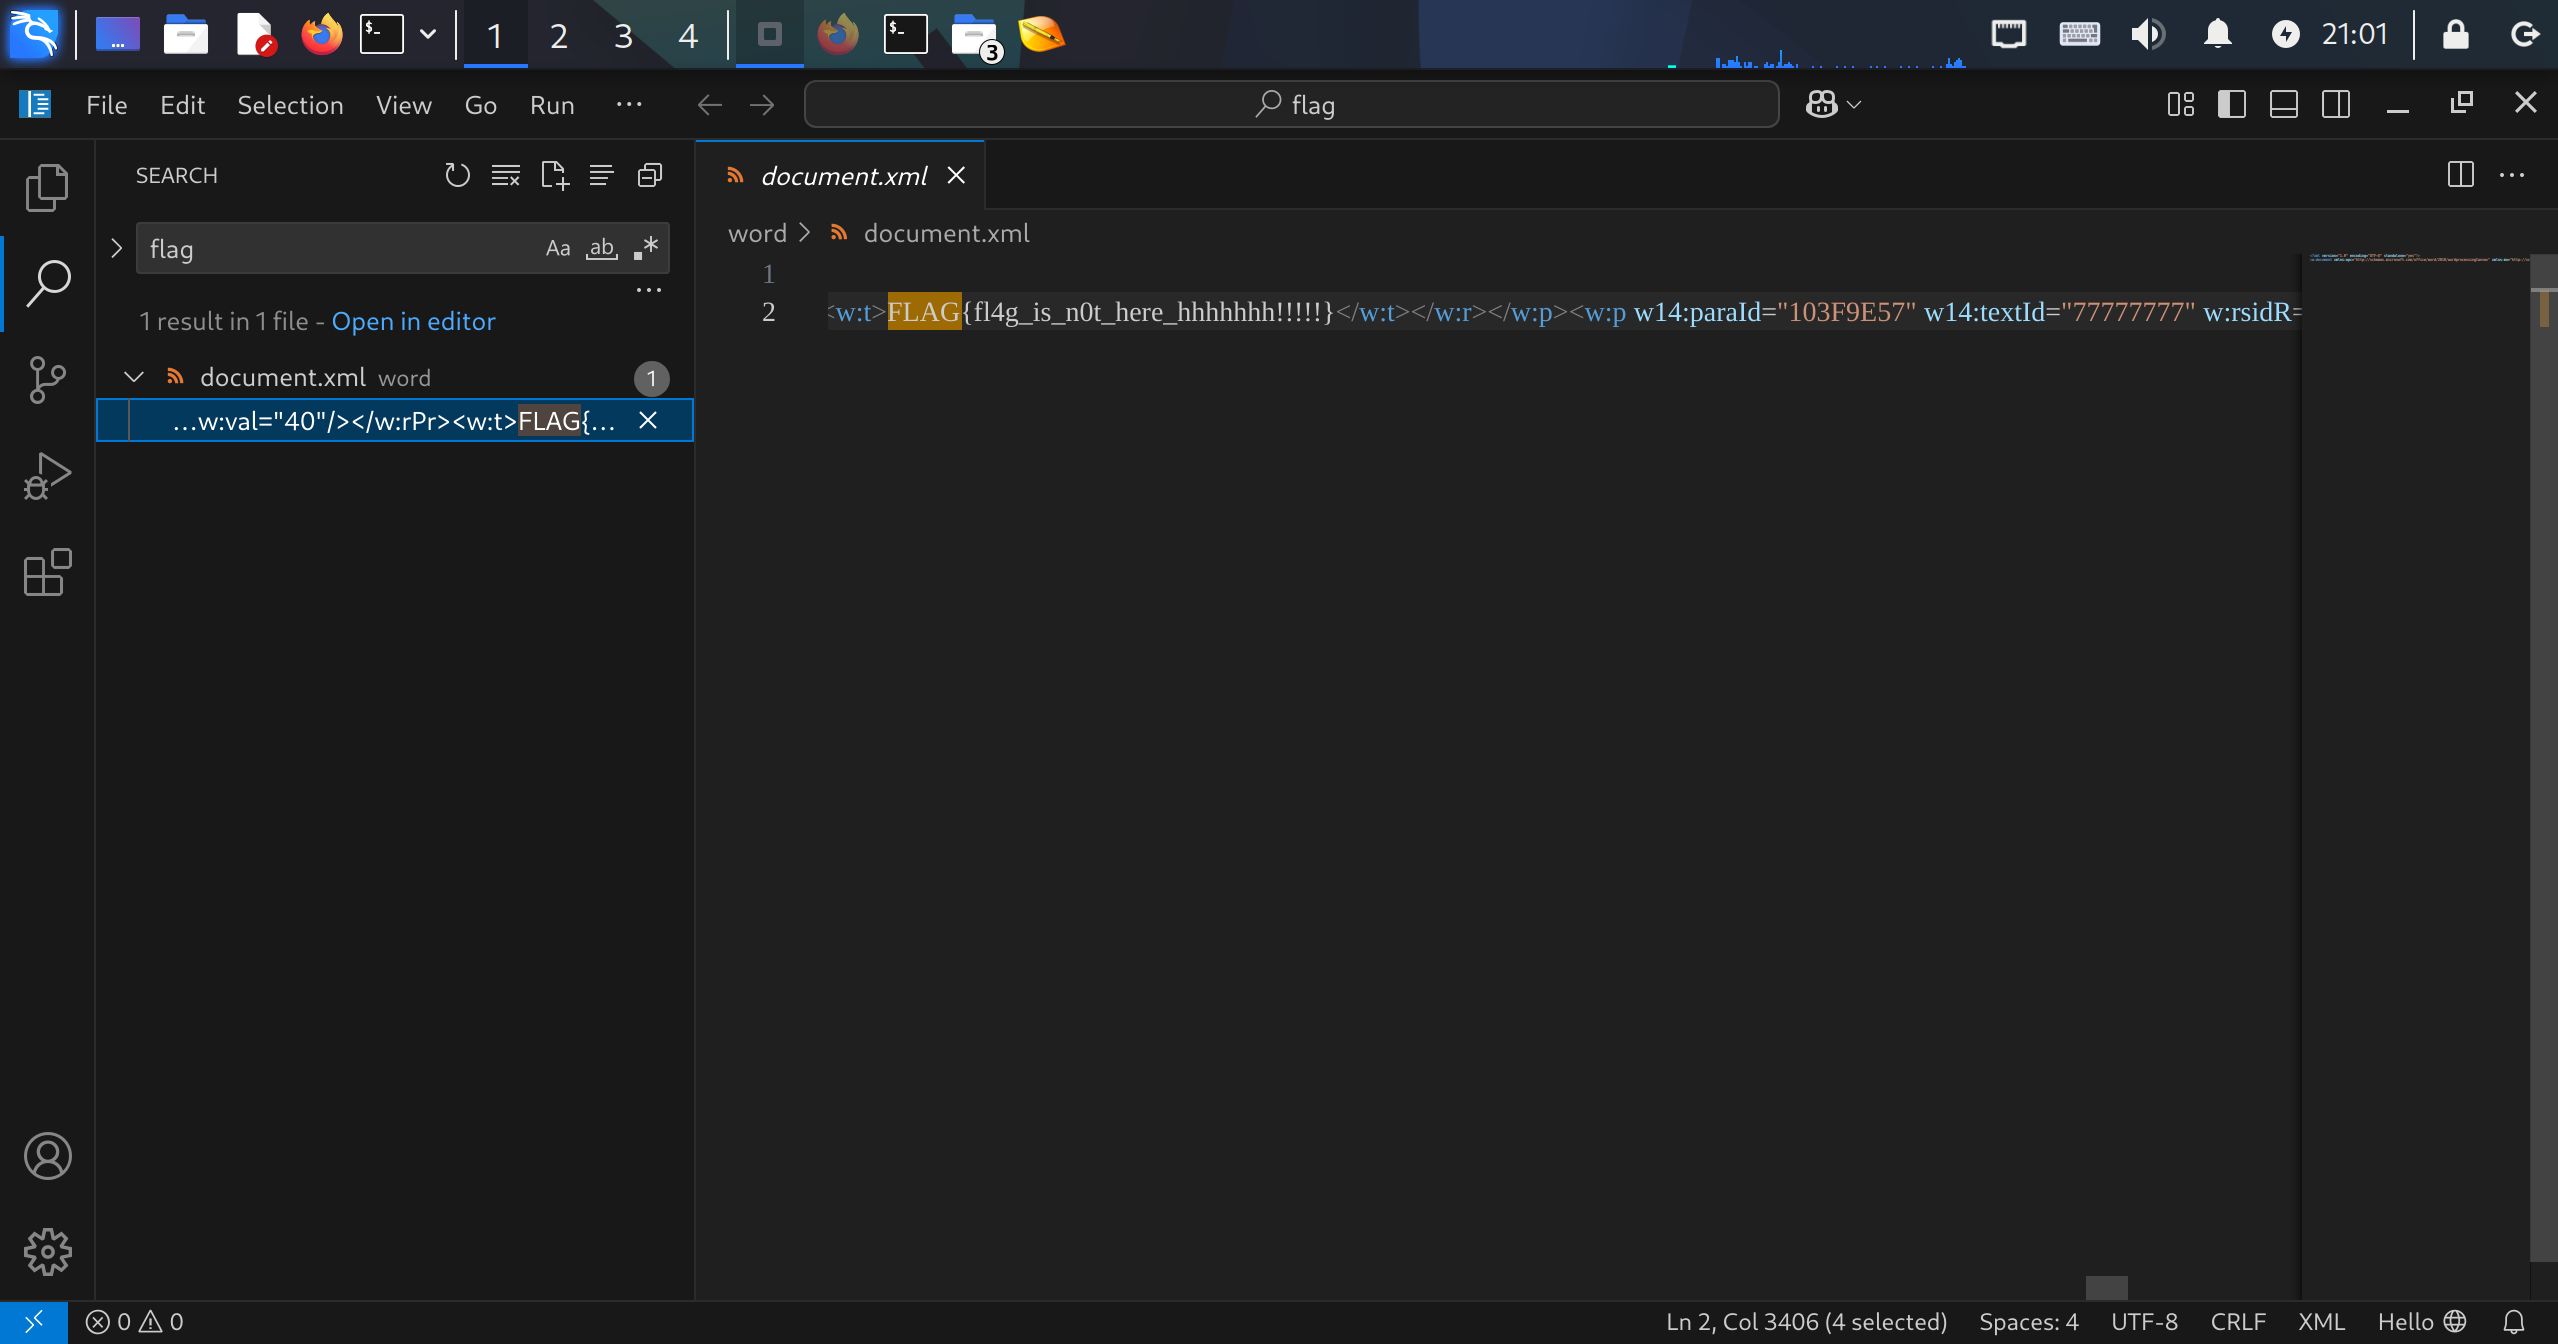 1 2 3 4 3 21:01
File Edit Selection View Go Run ··· flag
SEARCH
flag Aa ab .*
1 result in 1 file - Open in editor
document.xml word 1
…w:val="40"/></w:rPr><w:t>FLAG{…
document.xml
word > document.xml
1
2 <w:t>FLAG{fl4g_is_n0t_here_hhhhhhh!!!!!}</w:t></w:r></w:p><w:p w14:paraId="103F9E57" w14:textId="77777777" w:rsidR=
0 0 Ln 2, Col 3406 (4 selected) Spaces: 4 UTF-8 CRLF XML Hello